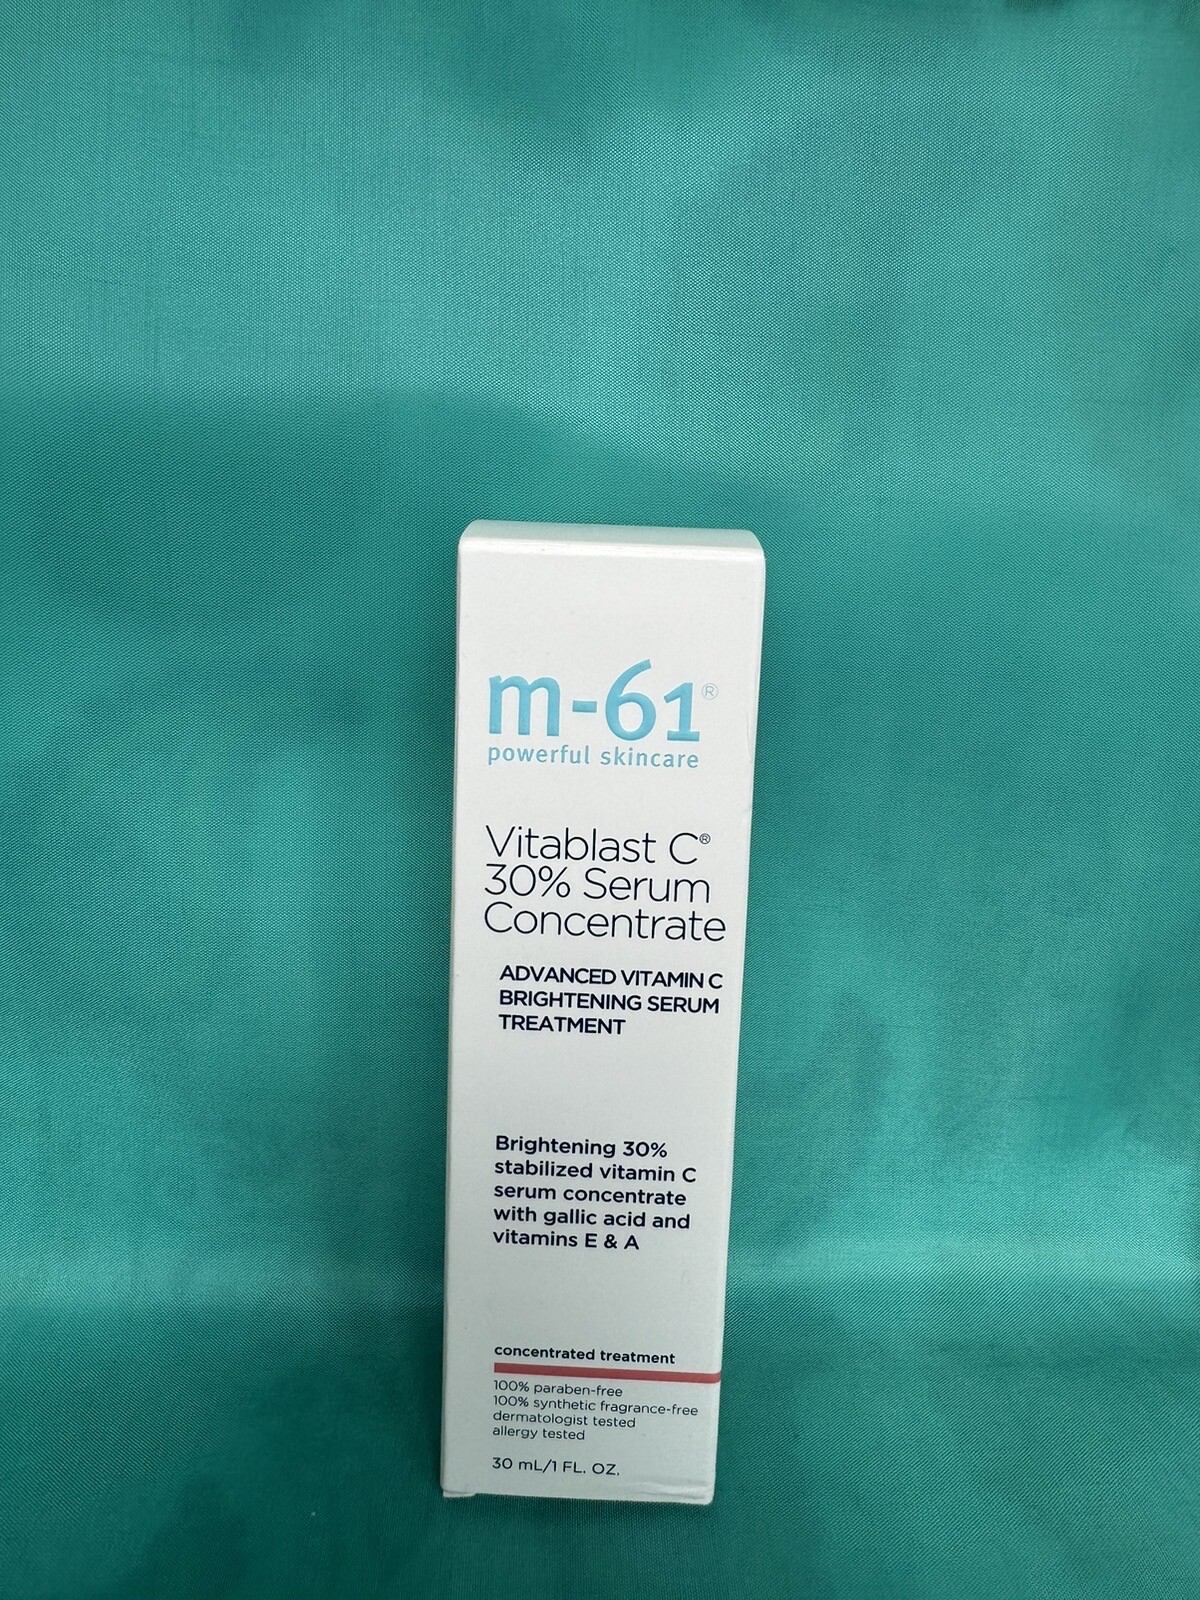 m-61®
powerful skincare
Vitablast C®
30% Serum
Concentrate
ADVANCED VITAMIN C
BRIGHTENING SERUM
TREATMENT
Brightening 30%
stabilized vitamin C
serum concentrate
with gallic acid and
vitamins E & A
concentrated treatment
100% paraben-free
100% synthetic fragrance-free
dermatologist tested
allergy tested
30 mL/1 FL. OZ.